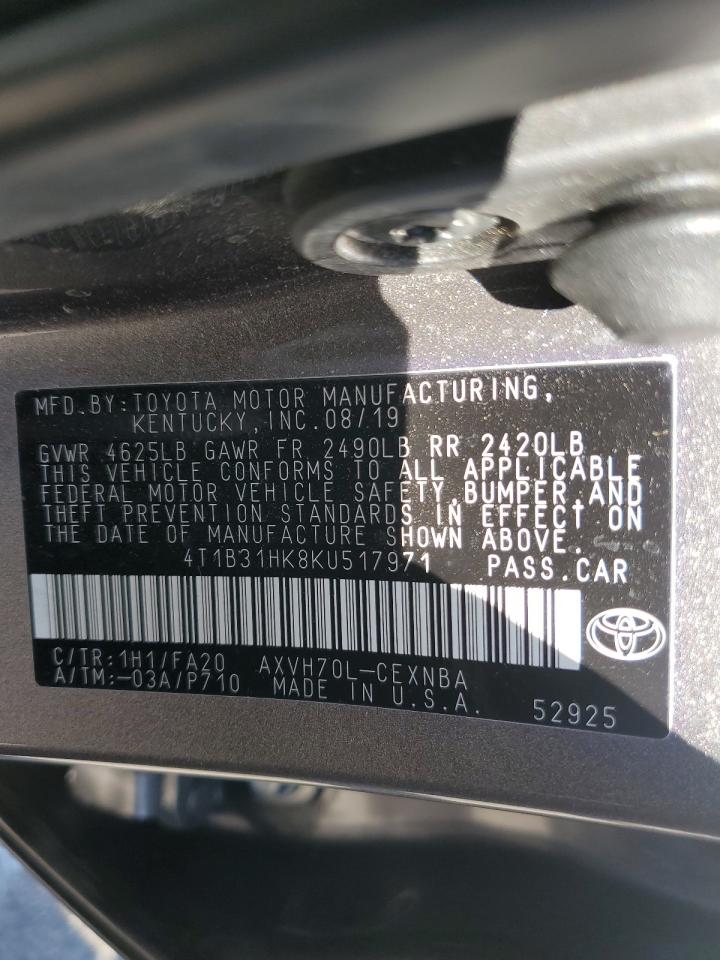 MFD.BY:TOYOTA MOTOR MANUFACTURING,
KENTUCKY,INC.08/19
GVWR 4625LB GAWR FR 2490LB RR 2420LB
THIS VEHICLE CONFORMS TO ALL APPLICABLE
FEDERAL MOTOR VEHICLE SAFETY,BUMPER,AND
THEFT PREVENTION STANDARDS IN EFFECT ON
THE DATE OF MANUFACTURE SHOWN ABOVE.
4T1B31HK8KU517971 PASS.CAR
C/TR:1H1/FA20 AXVH70L-CEXNBA
A/TM:-03A/P710 MADE IN U.S.A. 52925